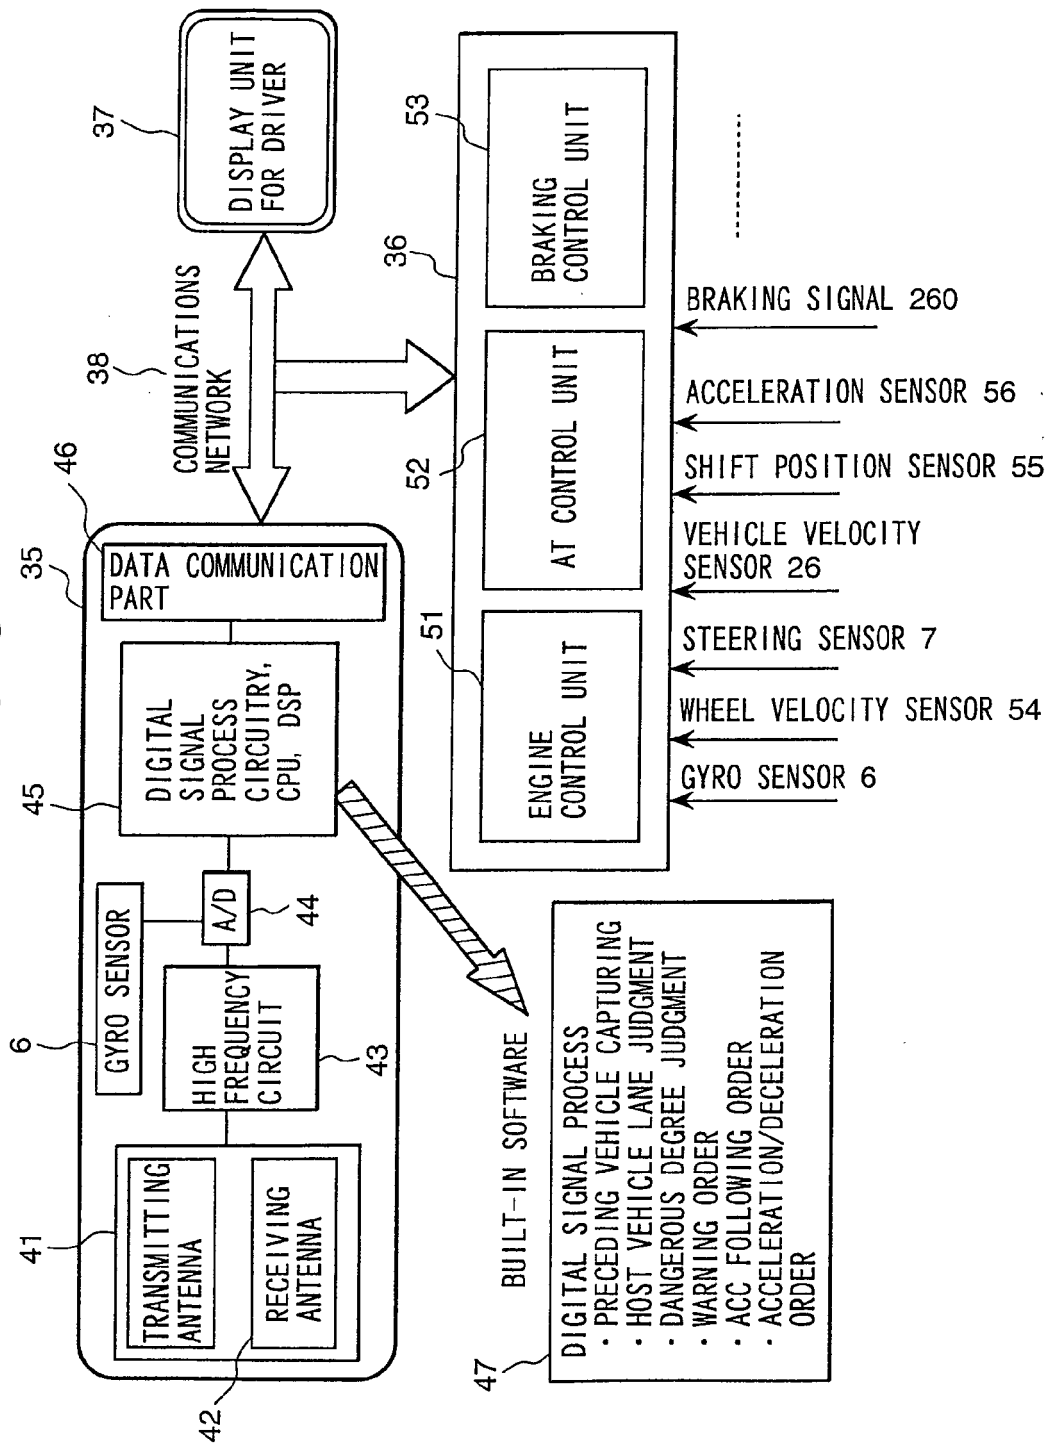 35
41
TRANSMITTING
ANTENNA
42
RECEIVING
ANTENNA
HIGH
FREQUENCY
CIRCUIT
43
6
GYRO SENSOR
A/D
44
45
DIGITAL
SIGNAL
PROCESS
CIRCUITRY,
CPU, DSP
46
DATA COMMUNICATION
PART
38
COMMUNICATIONS
NETWORK
37
DISPLAY UNIT
FOR DRIVER
36
51
ENGINE
CONTROL UNIT
52
AT CONTROL UNIT
53
BRAKING
CONTROL UNIT
GYRO SENSOR 6
WHEEL VELOCITY SENSOR 54
STEERING SENSOR 7
VEHICLE VELOCITY
SENSOR 26
SHIFT POSITION SENSOR 55
ACCELERATION SENSOR 56
BRAKING SIGNAL 260
BUILT-IN SOFTWARE
47
DIGITAL SIGNAL PROCESS
· PRECEDING VEHICLE CAPTURING
· HOST VEHICLE LANE JUDGMENT
· DANGEROUS DEGREE JUDGMENT
· WARNING ORDER
· ACC FOLLOWING ORDER
· ACCELERATION/DECELERATION
ORDER